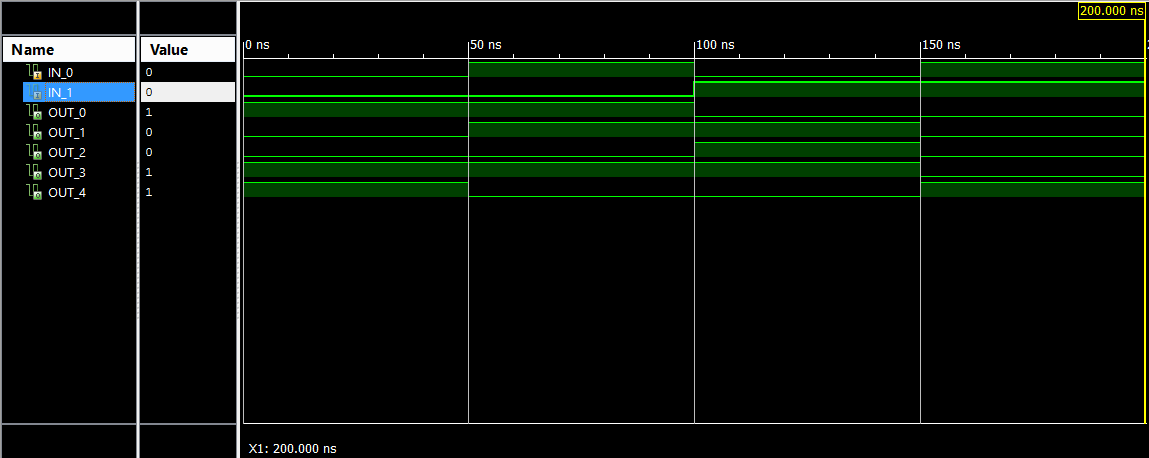 200.000 ns
Name Value 0 ns 50 ns 100 ns 150 ns 2
IN_0 0
IN_1 0
OUT_0 1
OUT_1 0
OUT_2 0
OUT_3 1
OUT_4 1
X1: 200.000 ns